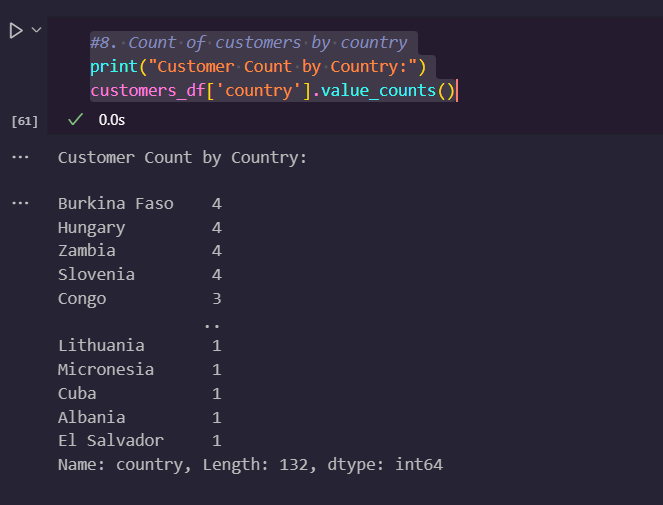 #8. Count of customers by country
print("Customer Count by Country:")
customers_df['country'].value_counts()
[61]
0.0s
Customer Count by Country:
Burkina Faso    4
Hungary         4
Zambia          4
Slovenia        4
Congo           3
               ..
Lithuania       1
Micronesia      1
Cuba            1
Albania         1
El Salvador     1
Name: country, Length: 132, dtype: int64